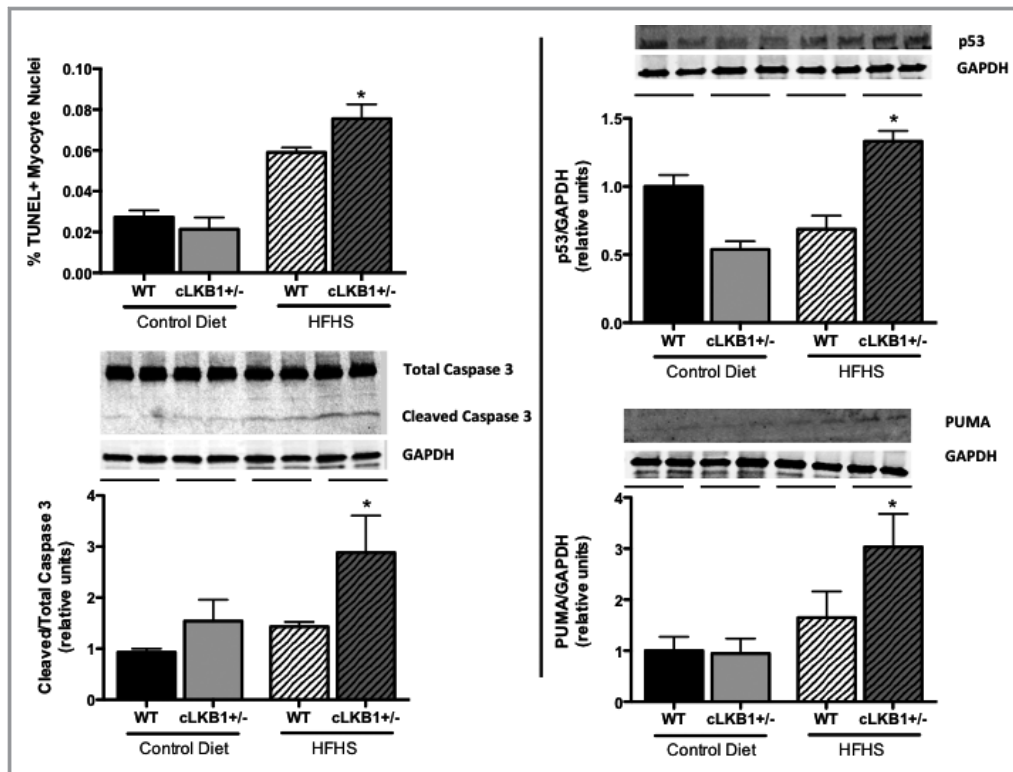 % TUNEL+ Myocyte Nuclei
0.10
0.08
0.06
0.04
0.02
0.00
*
WT cLKB1+/- WT cLKB1+/-
Control Diet HFHS
Total Caspase 3
Cleaved Caspase 3
GAPDH
Cleaved/Total Caspase 3
(relative units)
4
3
2
1
0
*
WT cLKB1+/- WT cLKB1+/-
Control Diet HFHS
p53
GAPDH
p53/GAPDH
(relative units)
1.5
1.0
0.5
0.0
*
WT cLKB1+/- WT cLKB1+/-
Control Diet HFHS
PUMA
GAPDH
PUMA/GAPDH
(relative units)
4
3
2
1
0
*
WT cLKB1+/- WT cLKB1+/-
Control Diet HFHS